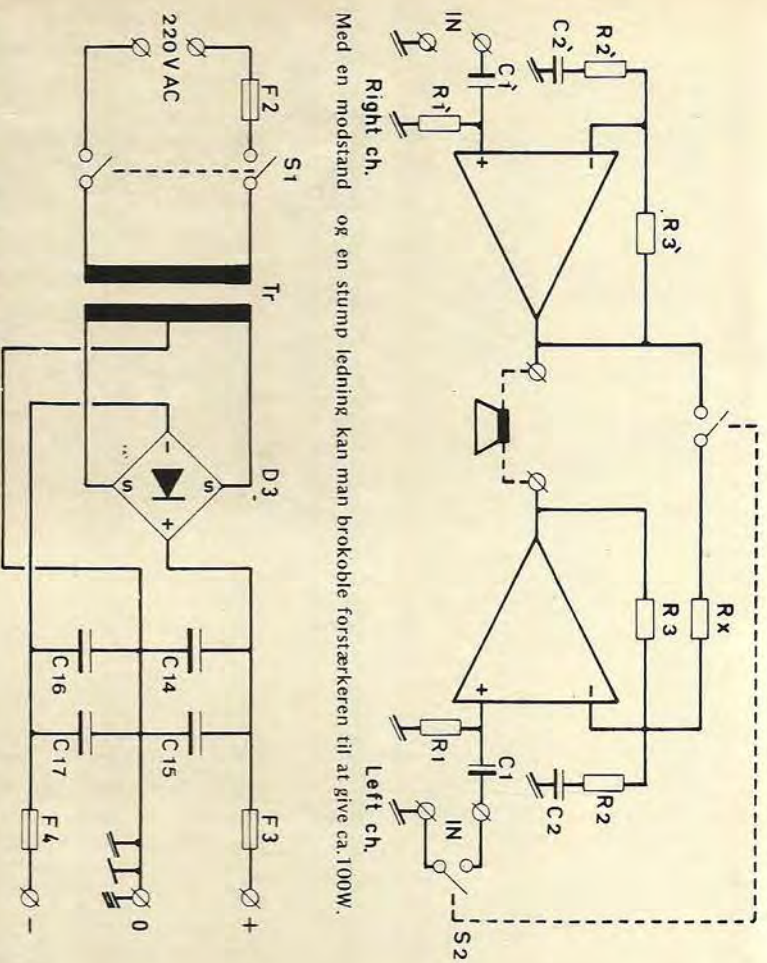 R2`
C2`
R3`
IN
C1`
R1`
Right ch.
Rx
R3
R2
C2
C1
R1
IN
S2
Left ch.
+
-
-
+
Med en modstand og en stump ledning kan man brokoble forstærkeren til at give ca.100W.
F2
S1
220 V AC
Tr
D3
S
S
-
+
C14
C15
C16
C17
F3
F4
+
0
-